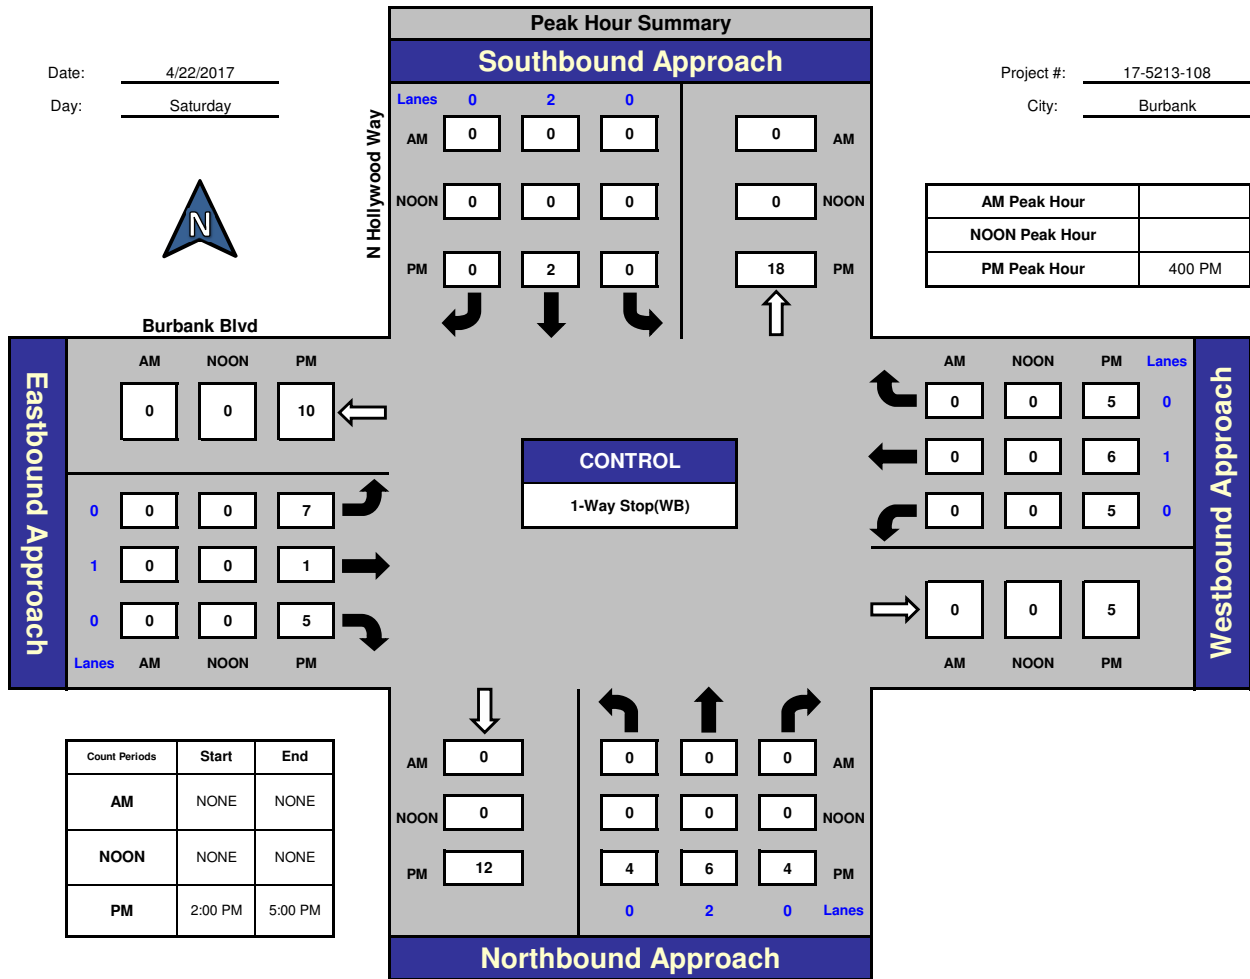 Peak Hour Summary
Southbound Approach
Date: 4/22/2017
Day: Saturday
Project #: 17-5213-108
City: Burbank
N Hollywood Way
Lanes 0 2 0
AM 0 0 0 0 AM
NOON 0 0 0 0 NOON
PM 0 2 0 18 PM
N
AM Peak Hour
NOON Peak Hour
PM Peak Hour 400 PM
Burbank Blvd
Eastbound Approach
AM NOON PM
0 0 10
0 0 0 7
1 0 0 1
0 0 0 5
Lanes AM NOON PM
CONTROL
1-Way Stop(WB)
AM NOON PM Lanes
0 0 5 0
0 0 6 1
0 0 5 0
0 0 5
AM NOON PM
Westbound Approach
AM 0 0 0 0 AM
NOON 0 0 0 0 NOON
PM 12 4 6 4 PM
0 2 0 Lanes
Northbound Approach
Count Periods Start End
AM NONE NONE
NOON NONE NONE
PM 2:00 PM 5:00 PM